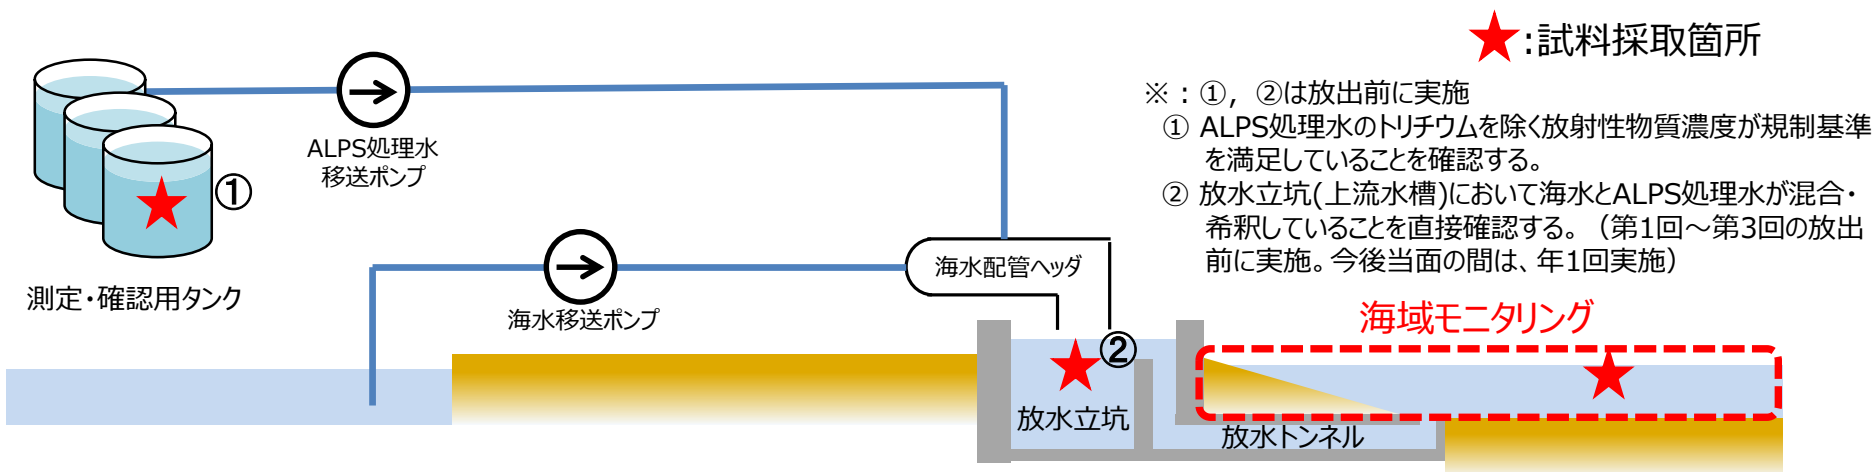 ★:試料採取箇所
※：①，②は放出前に実施
① ALPS処理水のトリチウムを除く放射性物質濃度が規制基準
を満足していることを確認する。
② 放水立坑(上流水槽)において海水とALPS処理水が混合・
希釈していることを直接確認する。（第1回～第3回の放出
前に実施。今後当面の間は、年1回実施）
ALPS処理水
移送ポンプ
①
測定・確認用タンク
海水配管ヘッダ
海水移送ポンプ
海域モニタリング
②
放水立坑
放水トンネル